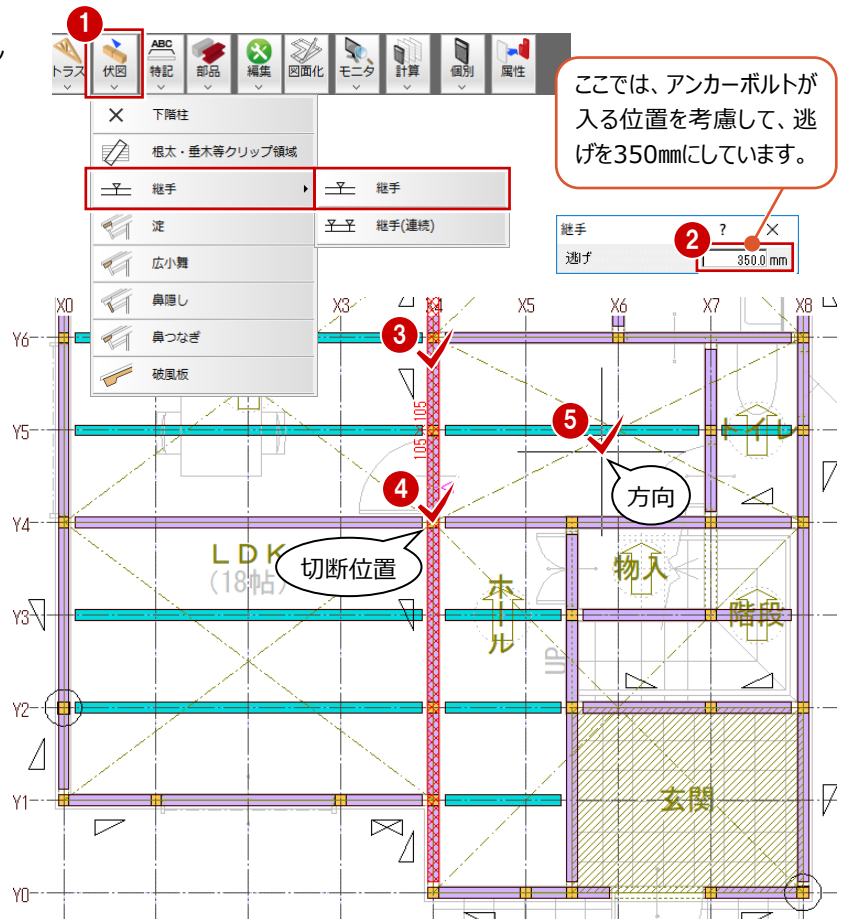 1
トラス
伏図
ABC
特記
部品
編集
図面化
モニタ
計算
個別
属性
ここでは、アンカーボルトが
入る位置を考慮して、逃
げを350㎜にしています。
下階柱
根太・垂木等クリップ領域
継手
継手
継手(連続)
淀
広小舞
鼻隠し
鼻つなぎ
破風板
継手 ? ×
2
逃げ 350.0 mm
X0 X3 X4 X5 X6 X7 X8
Y6
3
105 × 105
Y5
5
トイレ
4
方向
Y4
LDK
(18帖)
切断位置
ホール
物入
階段
Y3
UP
Y2
Y1
玄関
Y0